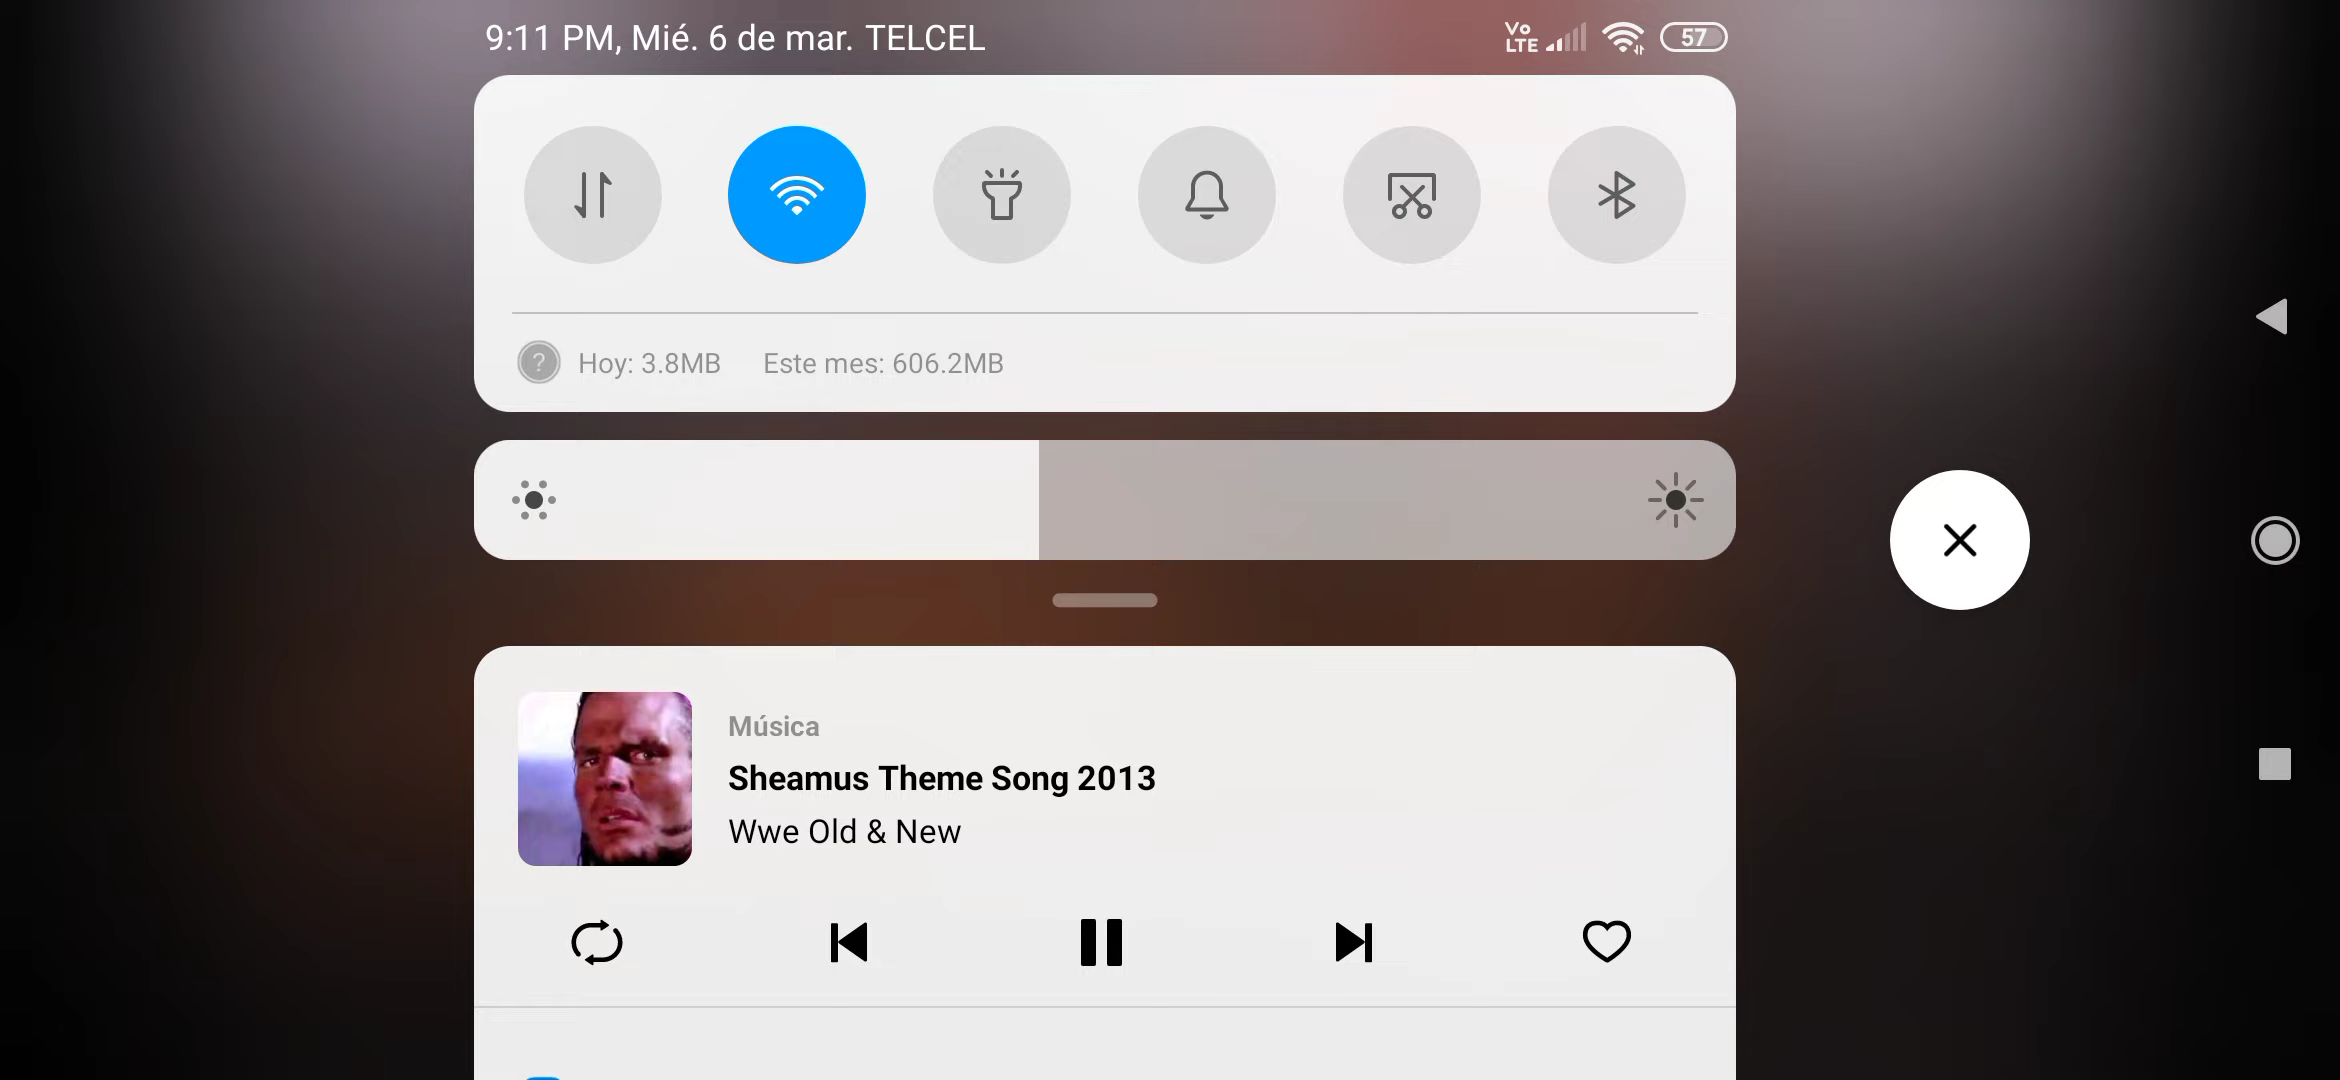 9:11 PM, Mié. 6 de mar. TELCEL
Vo
LTE
57
? Hoy: 3.8MB Este mes: 606.2MB
Música
Sheamus Theme Song 2013
Wwe Old & New